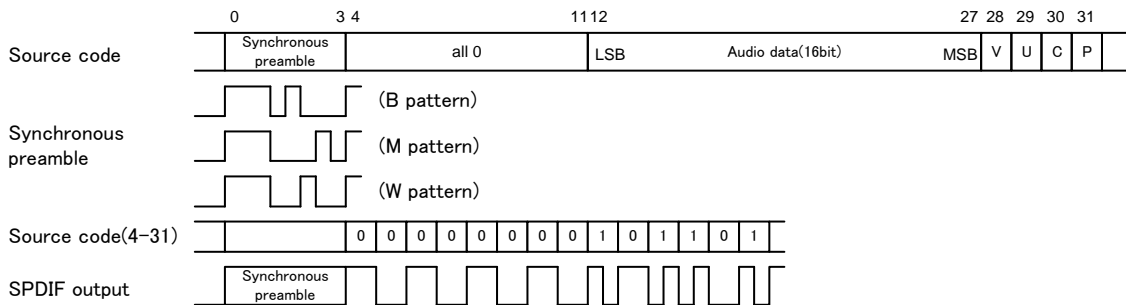 0 3 4 11 12 27 28 29 30 31
Source code Synchronous preamble all 0 LSB Audio data(16bit) MSB V U C P
(B pattern)
Synchronous preamble
(M pattern)
(W pattern)
Source code(4-31) 0 0 0 0 0 0 0 0 1 0 1 1 0 1
SPDIF output Synchronous preamble